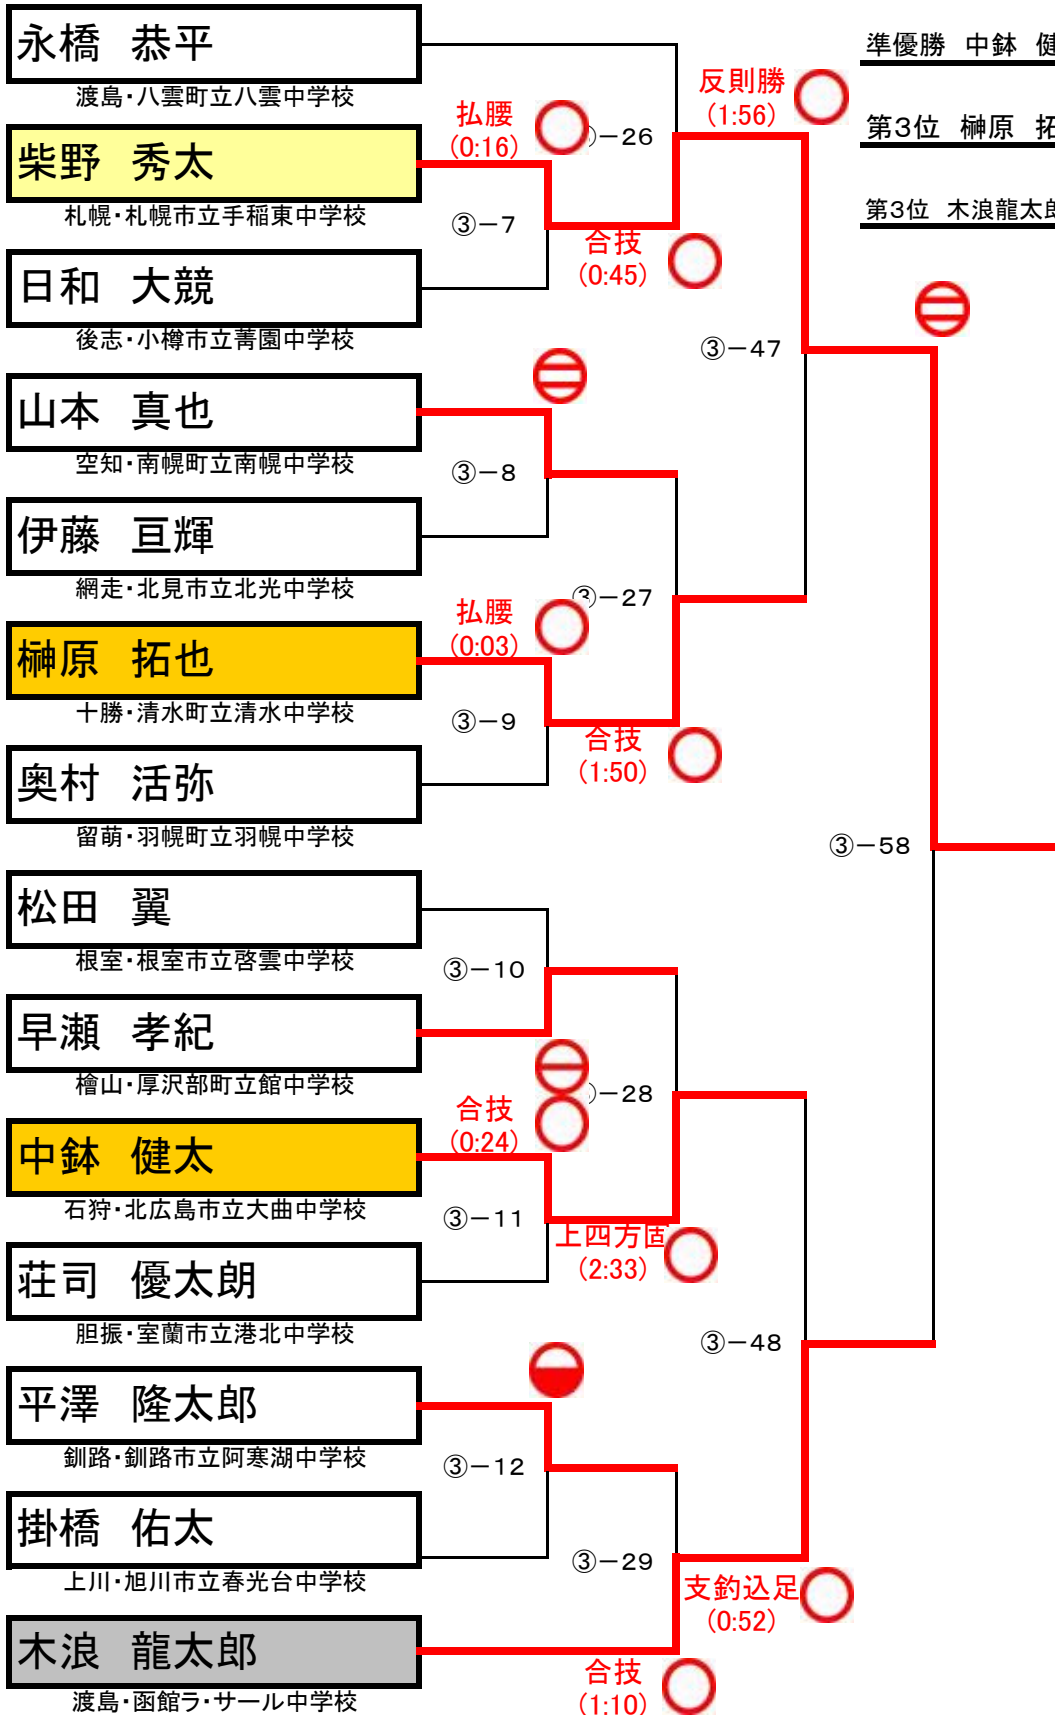 永橋 恭平
渡島・八雲町立八雲中学校
柴野 秀太
札幌・札幌市立手稲東中学校
日和 大競
後志・小樽市立菁園中学校
山本 真也
空知・南幌町立南幌中学校
伊藤 亘輝
網走・北見市立北光中学校
榊原 拓也
十勝・清水町立清水中学校
奥村 活弥
留萌・羽幌町立羽幌中学校
松田 翼
根室・根室市立啓雲中学校
早瀬 孝紀
檜山・厚沢部町立館中学校
中鉢 健太
石狩・北広島市立大曲中学校
荘司 優太朗
胆振・室蘭市立港北中学校
平澤 隆太郎
釧路・釧路市立阿寒湖中学校
掛橋 佑太
上川・旭川市立春光台中学校
木浪 龍太郎
渡島・函館ラ・サール中学校
払腰
(0:16)
③－7
③－8
払腰
(0:03)
③－9
③－10
合技
(0:24)
③－11
③－12
－26
合技
(0:45)
③－27
合技
(1:50)
－28
上四方固
(2:33)
③－29
合技
(1:10)
反則勝
(1:56)
③－47
③－48
支釣込足
(0:52)
③－58
準優勝 中鉢 健
第3位 榊原 拓
第3位 木浪龍太郎